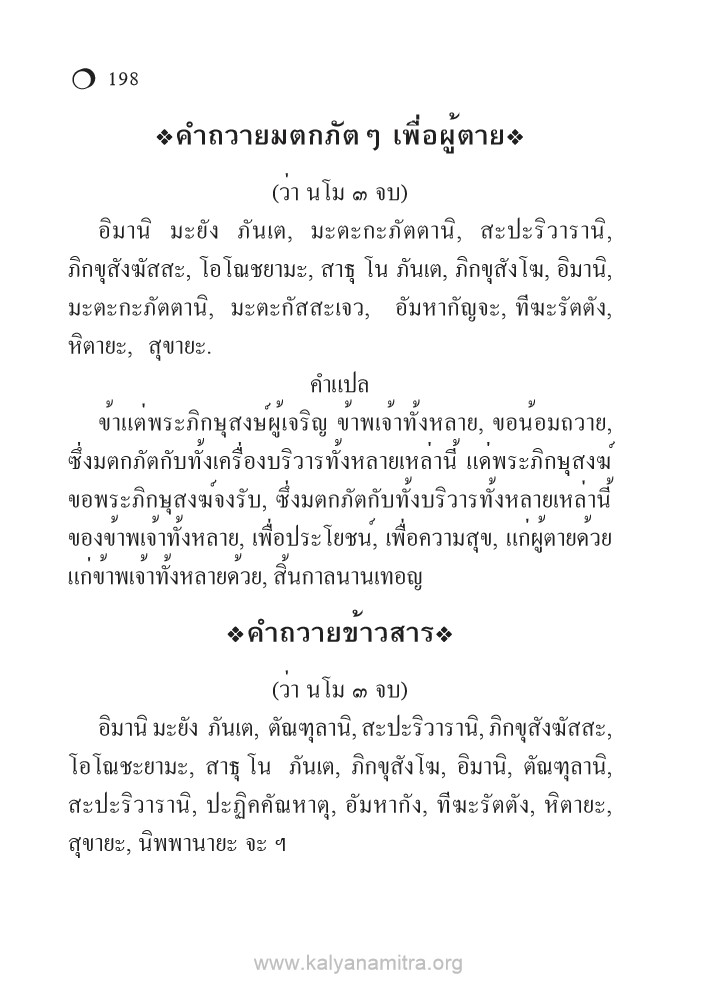 198
❖คำถวายมตกภัต ๆ เพื่อผู้ตาย❖
(ว่า นโม ๓ จบ)
อิมานิ มะยัง ภันเต, มะตะกะภัตตานิ, สะปะริวารานิ,
ภิกขุสังฆัสสะ, โอโณชยามะ, สาธุ โน ภันเต, ภิกขุสังโฆ, อิมานิ,
มะตะกะภัตตานิ, มะตะกัสสะเจว, อัมหากัญจะ, ทีฆะรัตตัง,
หิตายะ, สุขายะ.
คำแปล
ข้าแต่พระภิกษุสงษ์ผู้เจริญ ข้าพเจ้าทั้งหลาย, ขอน้อมถวาย,
ซึ่งมตกภัตกับทั้งเครื่องบริวารทั้งหลายเหล่านี้ แด่พระภิกษุสงฆ์
ขอพระภิกษุสงฆ์จงรับ, ซึ่งมตกภัตกับทั้งบริวารทั้งหลายเหล่านี้
ของข้าพเจ้าทั้งหลาย, เพื่อประโยชน์, เพื่อความสุข, แก่ผู้ตายด้วย
แก่ข้าพเจ้าทั้งหลายด้วย, สิ้นกาลนานเทอญ
❖คำถวายข้าวสาร❖
(ว่า นโม ๓ จบ)
อิมานิ มะยัง ภันเต, ตัณฑุลานิ, สะปะริวารานิ, ภิกขุสังฆัสสะ,
โอโณชะยามะ, สาธุ โน ภันเต, ภิกขุสังโฆ, อิมานิ, ตัณฑุลานิ,
สะปะริวารานิ, ปะฏิคคัณหาตุ, อัมหากัง, ทีฆะรัตตัง, หิตายะ,
สุขายะ, นิพพานายะ จะ ฯ
www.kalyanamitra.org